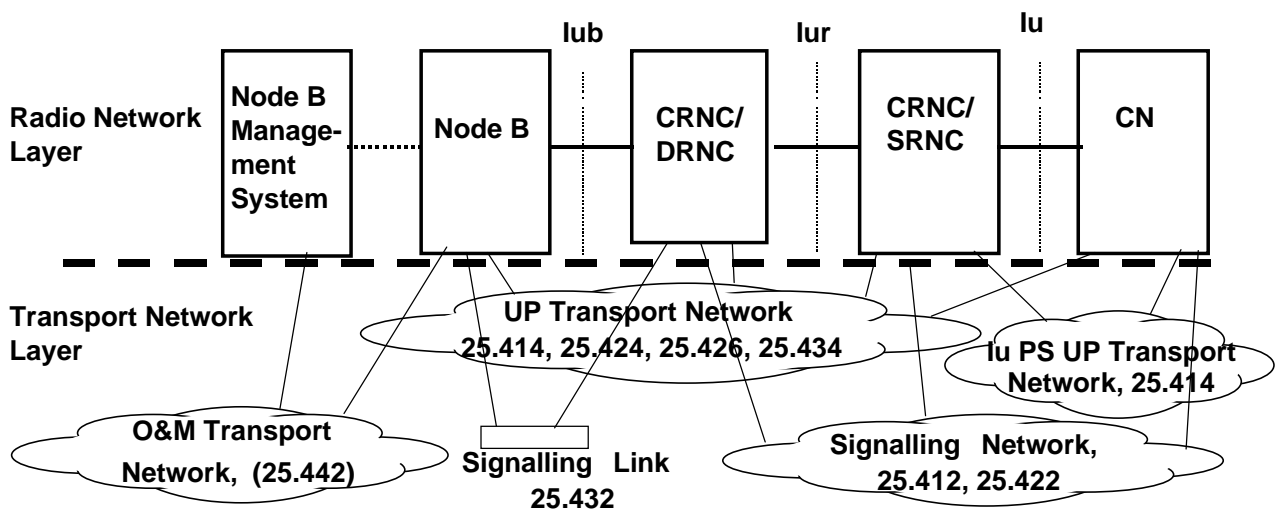 Iub
Iur
Iu
Radio Network
Layer
Node B
Manage-
ment
System
Node B
CRNC/
DRNC
CRNC/
SRNC
CN
Transport Network
Layer
UP Transport Network
25.414, 25.424, 25.426, 25.434
Iu PS UP Transport
Network, 25.414
O&M Transport
Network, (25.442)
Signalling Link
25.432
Signalling Network,
25.412, 25.422